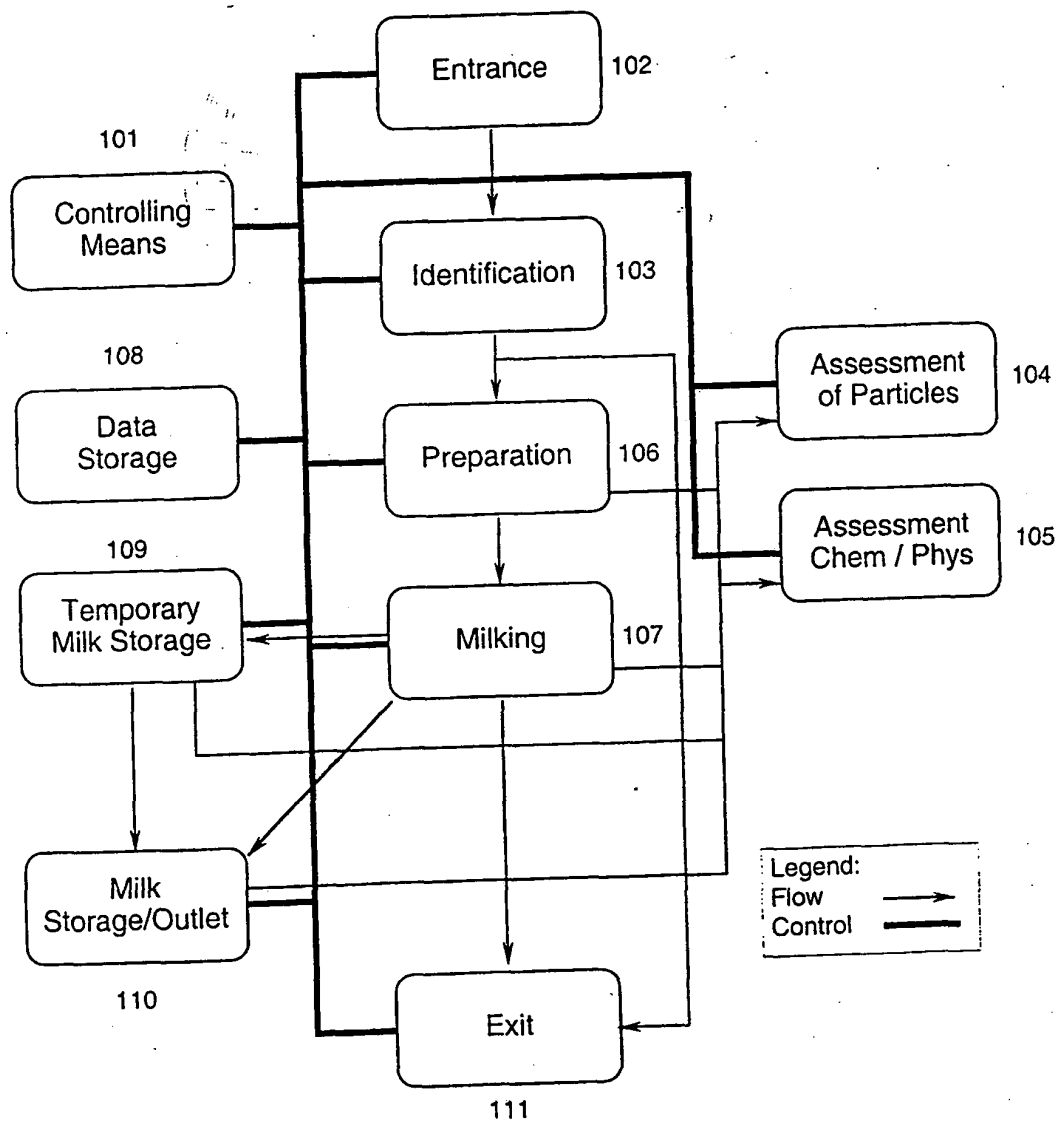 Entrance
102
101
Controlling
Means
Identification
103
108
Data
Storage
Assessment
of Particles
104
Preparation
106
109
Temporary
Milk Storage
Assessment
Chem / Phys
105
Milking
107
Milk
Storage/Outlet
110
Legend:
Flow
Control
Exit
111